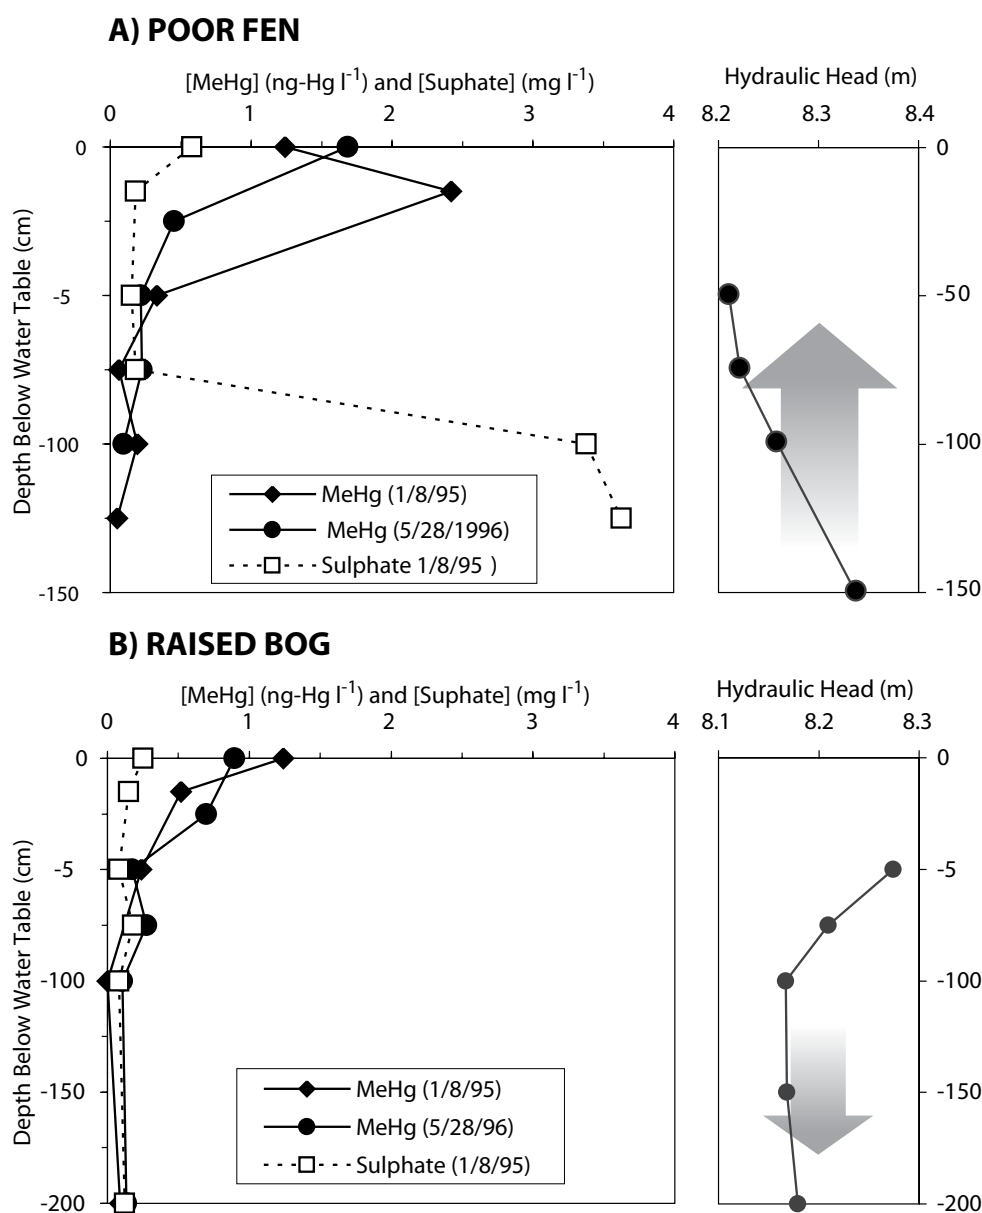 A) POOR FEN
[MeHg] (ng-Hg l-1) and [Suphate] (mg l-1)
Hydraulic Head (m)
0 1 2 3 4
8.2 8.3 8.4
Depth Below Water Table (cm)
0
-5
-75
-100
-150
0
-50
-100
-150
MeHg (1/8/95)
MeHg (5/28/1996)
Sulphate 1/8/95 )
B) RAISED BOG
[MeHg] (ng-Hg l-1) and [Suphate] (mg l-1)
Hydraulic Head (m)
0 1 2 3 4
8.1 8.2 8.3
Depth Below Water Table (cm)
0
-5
-100
-150
-200
0
-5
-100
-150
-200
MeHg (1/8/95)
MeHg (5/28/96)
Sulphate (1/8/95)